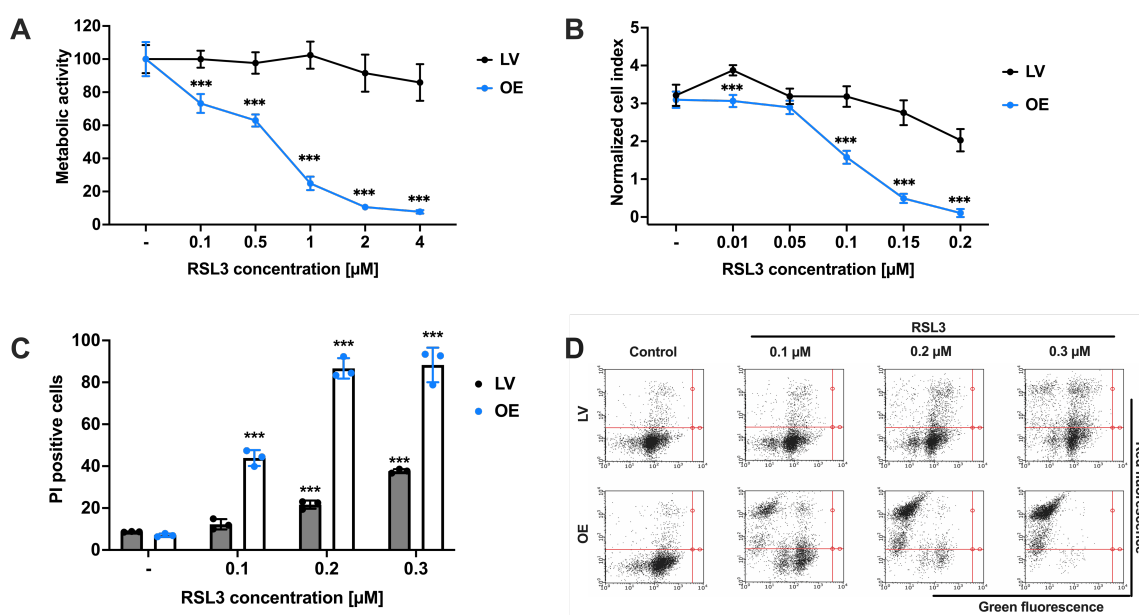 A
120
100
80
60
40
20
0
Metabolic activity
***
***
***
***
***
LV
OE
- 0.1 0.5 1 2 4
RSL3 concentration [µM]
B
5
4
3
2
1
0
Normalized cell index
***
***
***
***
LV
OE
- 0.01 0.05 0.1 0.15 0.2
RSL3 concentration [µM]
C
100
80
60
40
20
0
PI positive cells
***
***
***
***
***
LV
OE
- 0.1 0.2 0.3
RSL3 concentration [µM]
D
RSL3
Control 0.1 µM 0.2 µM 0.3 µM
LV
OE
Green fluorescence